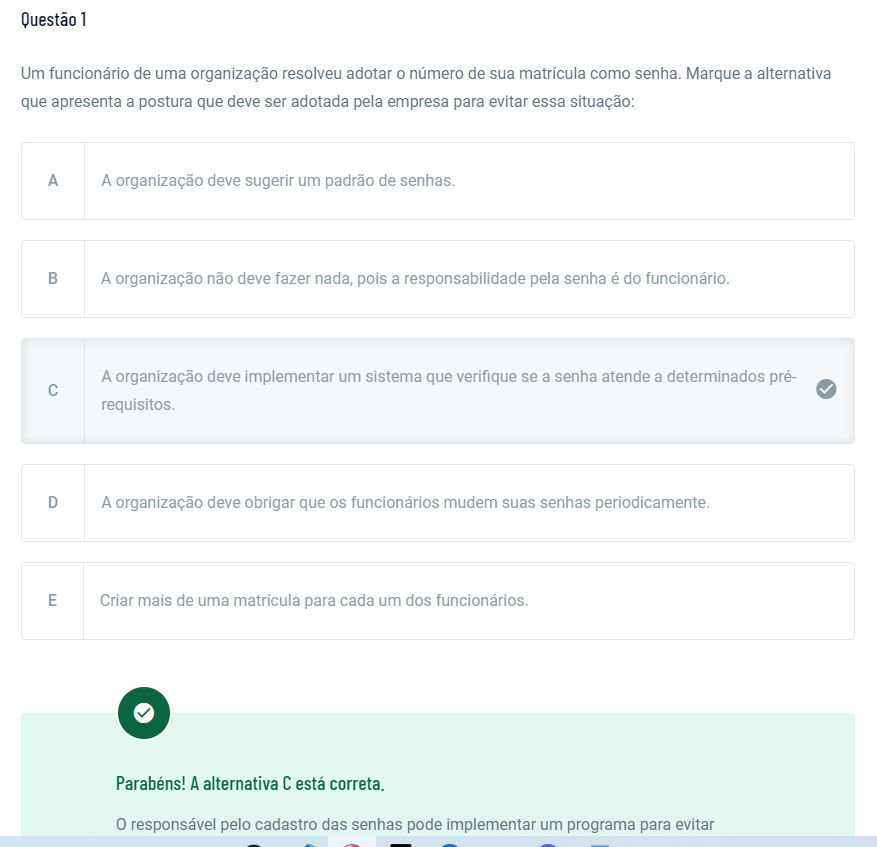 Questão 1
Um funcionário de uma organização resolveu adotar o número de sua matrícula como senha. Marque a alternativa
que apresenta a postura que deve ser adotada pela empresa para evitar essa situação:
A
A organização deve sugerir um padrão de senhas.
B
A organização não deve fazer nada, pois a responsabilidade pela senha é do funcionário.
C
A organização deve implementar um sistema que verifique se a senha atende a determinados pré-
requisitos.
D
A organização deve obrigar que os funcionários mudem suas senhas periodicamente.
E
Criar mais de uma matrícula para cada um dos funcionários.
Parabéns! A alternativa C está correta.
O responsável pelo cadastro das senhas pode implementar um programa para evitar